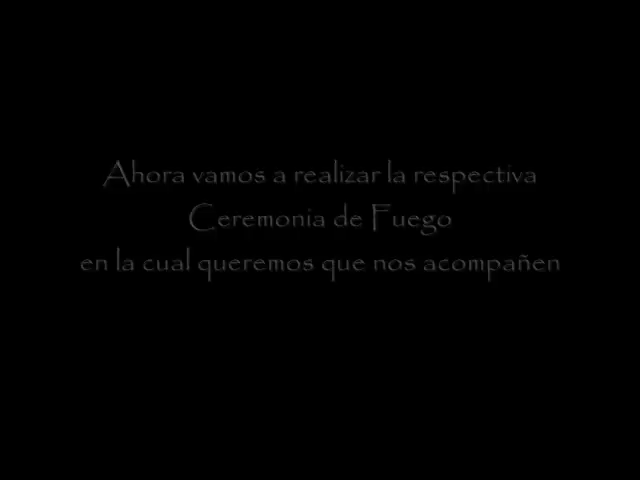 Ahora vamos a realizar la respectiva
Ceremonia de Fuego
en la cual queremos que nos acompañen